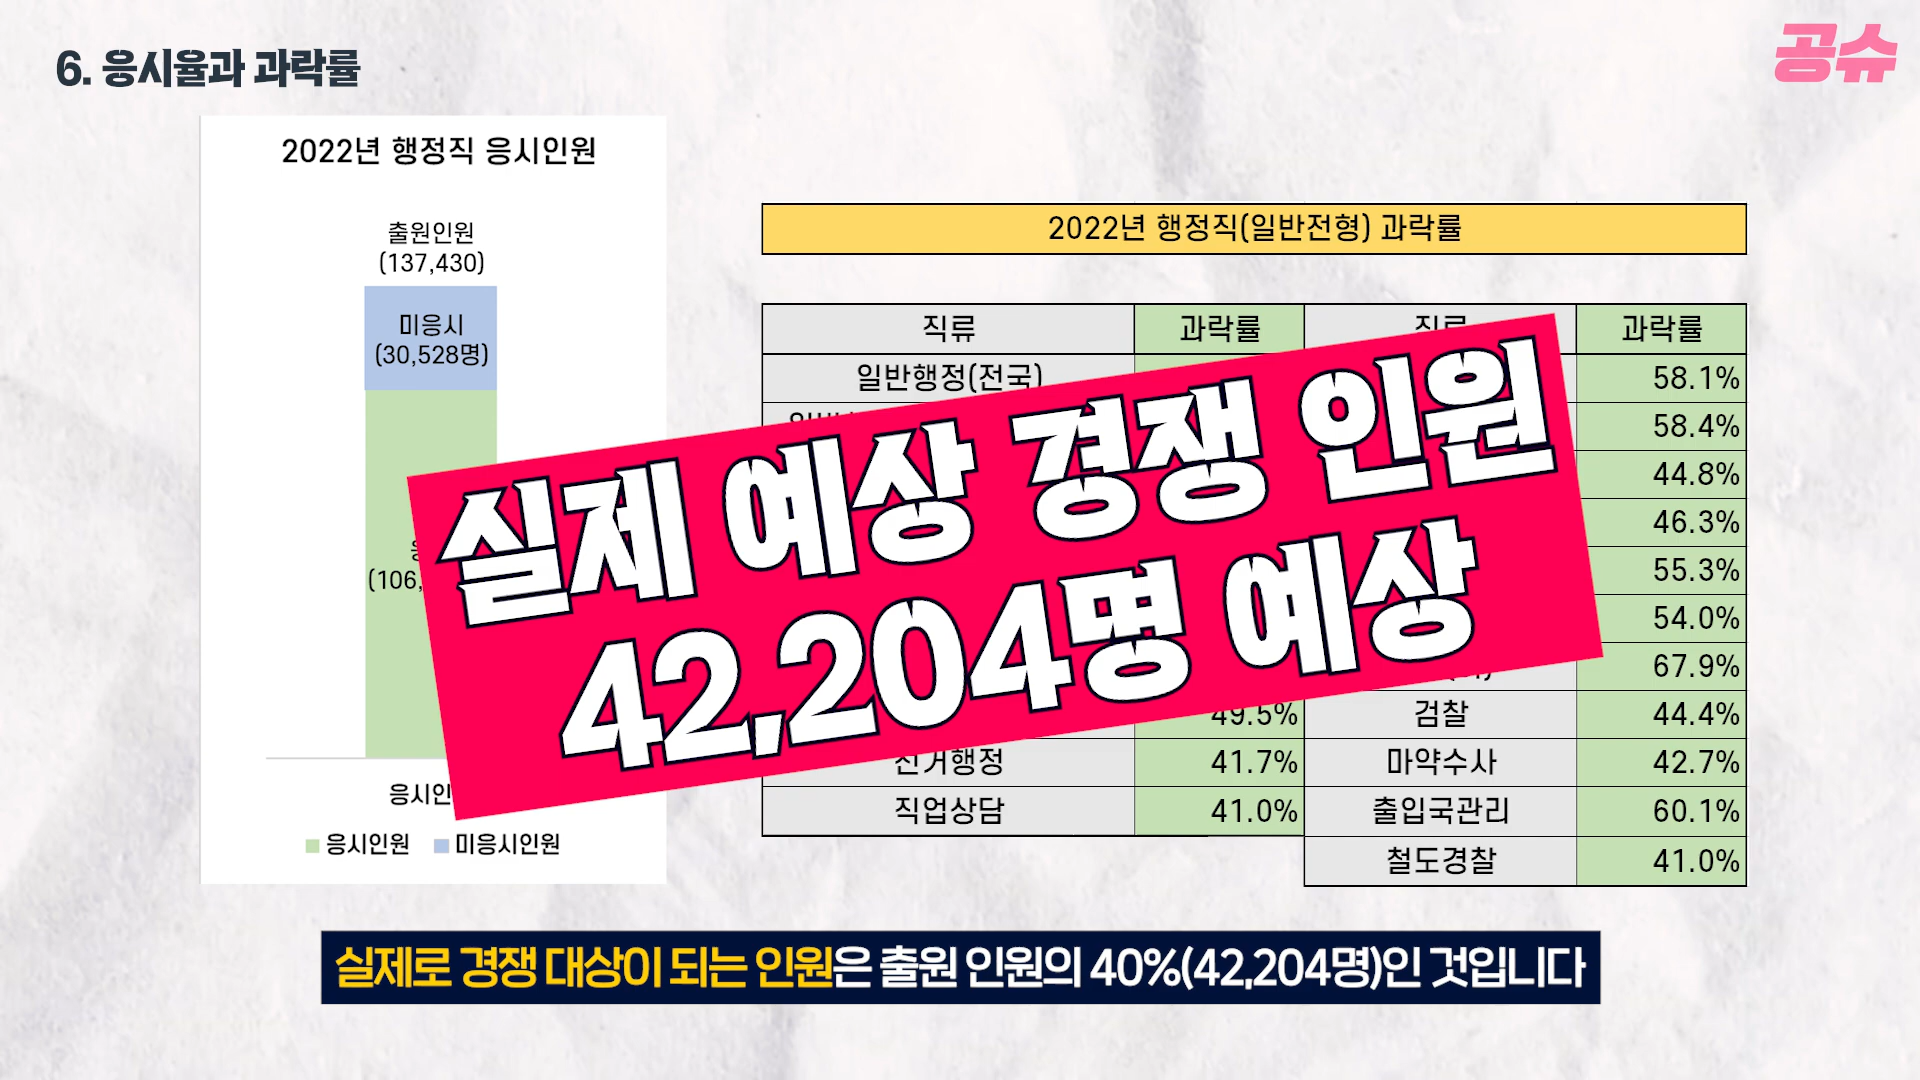 6. 응시율과 과락률
공슈
2022년 행정직 응시인원
출원인원
(137,430)
미응시
(30,528명)
(106,
응시인
응시인원 미응시인원
2022년 행정직(일반전형) 과락률
직류 과락률 과락률
일반행정(전국) 58.1%
58.4%
44.8%
46.3%
55.3%
54.0%
67.9%
49.5% 검찰 44.4%
선거행정 41.7% 마약수사 42.7%
직업상담 41.0% 출입국관리 60.1%
철도경찰 41.0%
실제 예상 경쟁 인원
42,204명 예상
실제로 경쟁 대상이 되는 인원은 출원 인원의 40%(42,204명)인 것입니다